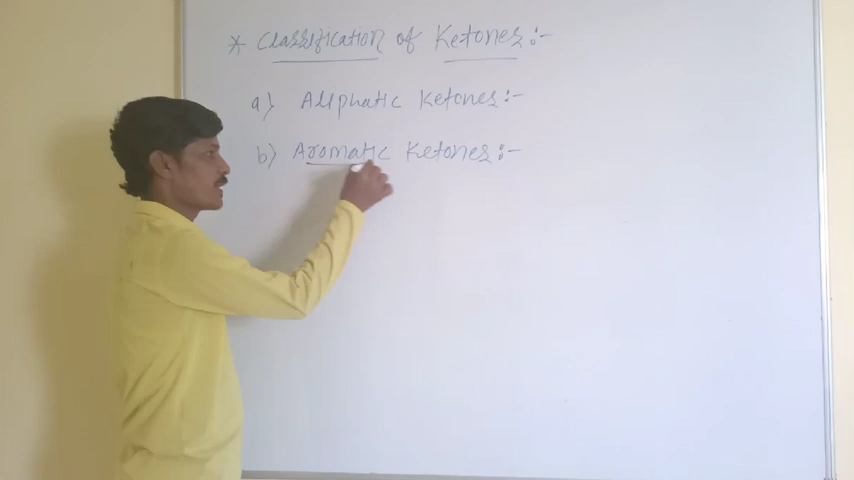 * Classification of Ketones :-
a) Aliphatic Ketones :-
b) Aromatic Ketones :-